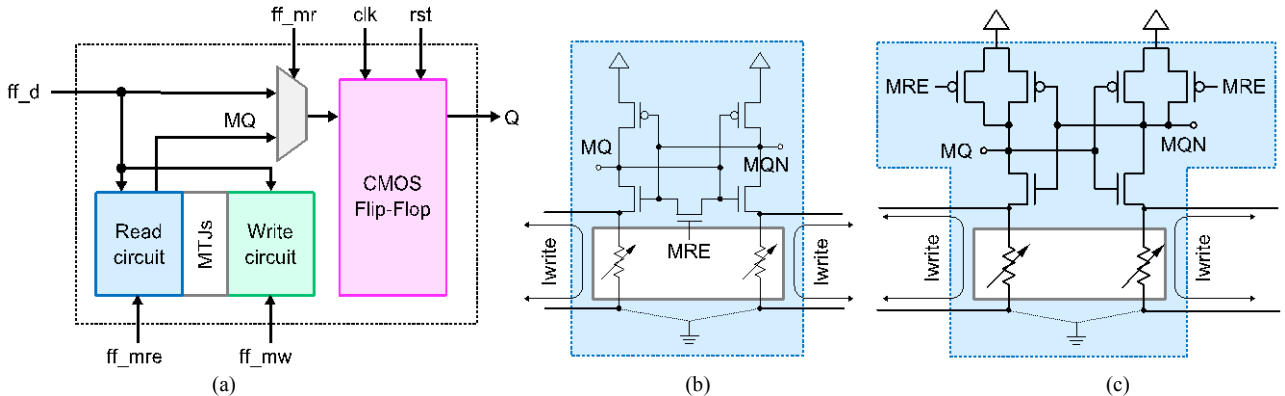 ff_mr clk rst
ff_d
MQ
Q
CMOS
Flip-Flop
Read
circuit
MTJs
Write
circuit
ff_mre ff_mw
(a)
MQ
MQN
MRE
Iwrite
Iwrite
(b)
MRE
MRE
MQ
MQN
Iwrite
Iwrite
(c)